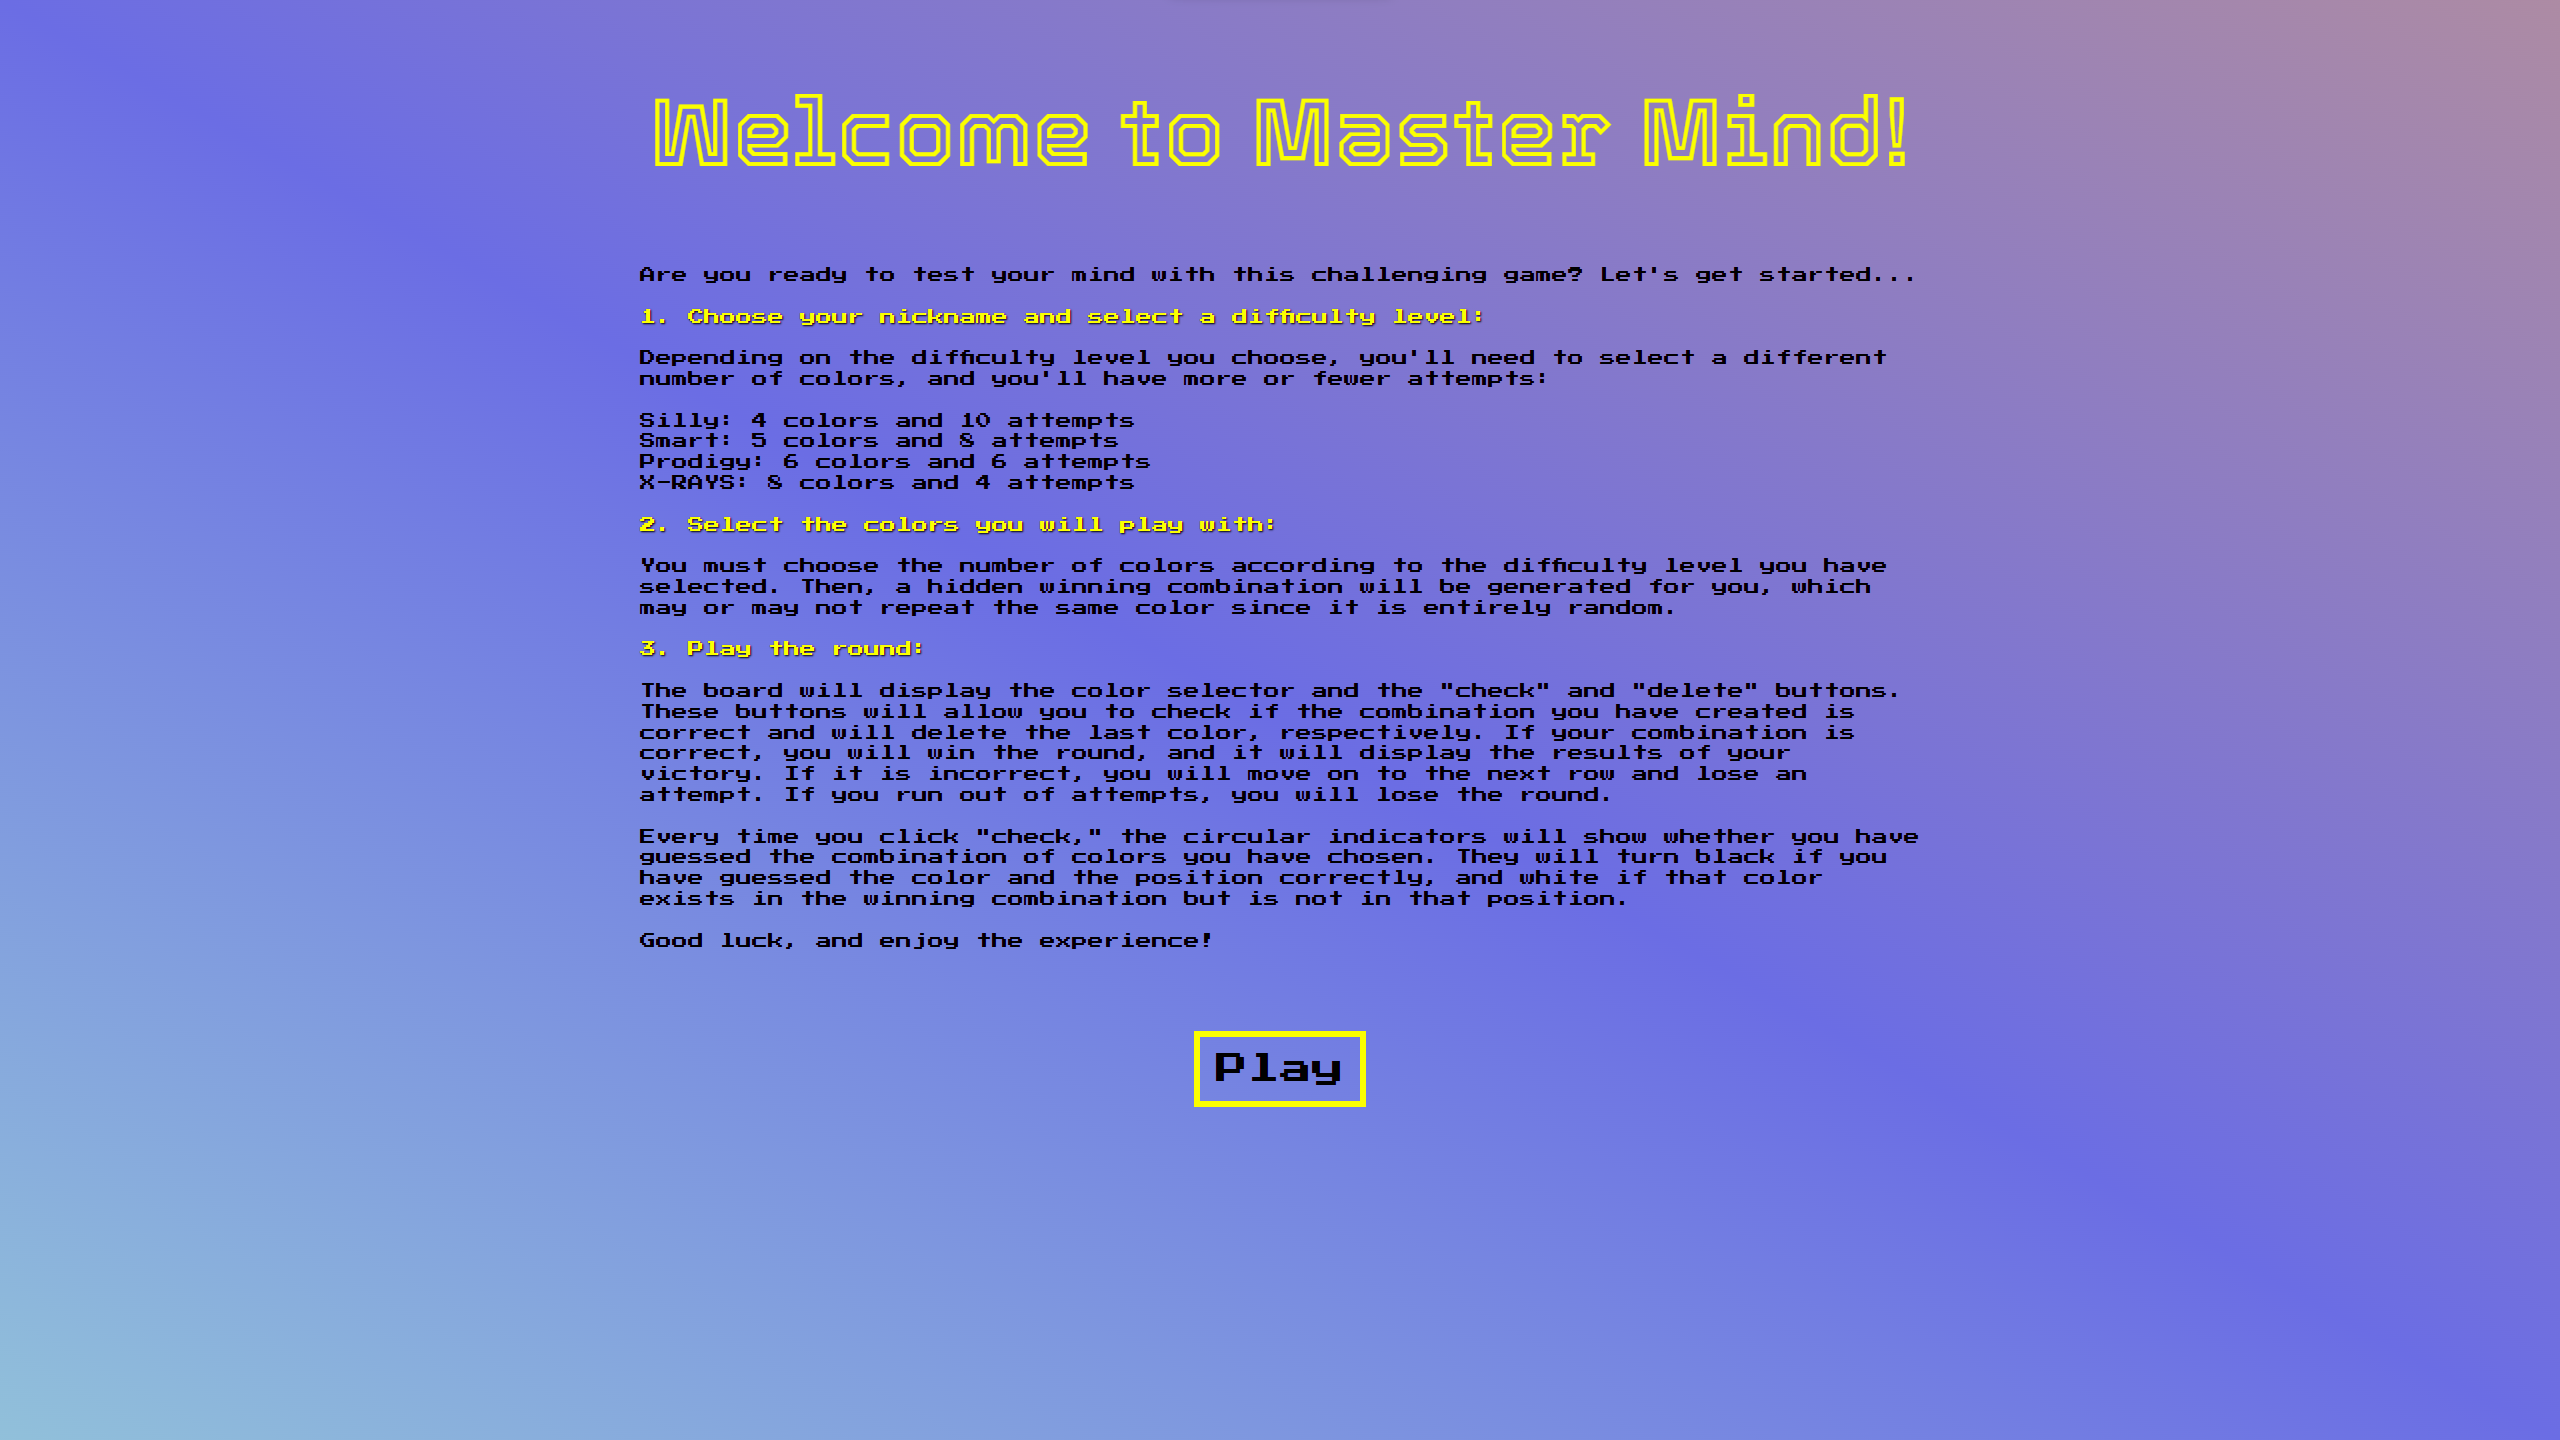 Welcome to Master Mind!
Are you ready to test your mind with this challenging game? Let's get started...
1. Choose your nickname and select a difficulty level:
Depending on the difficulty level you choose, you'll need to select a different
number of colors, and you'll have more or fewer attempts:
Silly: 4 colors and 10 attempts
Smart: 5 colors and 8 attempts
Prodigy: 6 colors and 6 attempts
X-RAYS: 8 colors and 4 attempts
2. Select the colors you will play with:
You must choose the number of colors according to the difficulty level you have
selected. Then, a hidden winning combination will be generated for you, which
may or may not repeat the same color since it is entirely random.
3. Play the round:
The board will display the color selector and the "check" and "delete" buttons.
These buttons will allow you to check if the combination you have created is
correct and will delete the last color, respectively. If your combination is
correct, you will win the round, and it will display the results of your
victory. If it is incorrect, you will move on to the next row and lose an
attempt. If you run out of attempts, you will lose the round.
Every time you click "check," the circular indicators will show whether you have
guessed the combination of colors you have chosen. They will turn black if you
have guessed the color and the position correctly, and white if that color
exists in the winning combination but is not in that position.
Good luck, and enjoy the experience!
Play